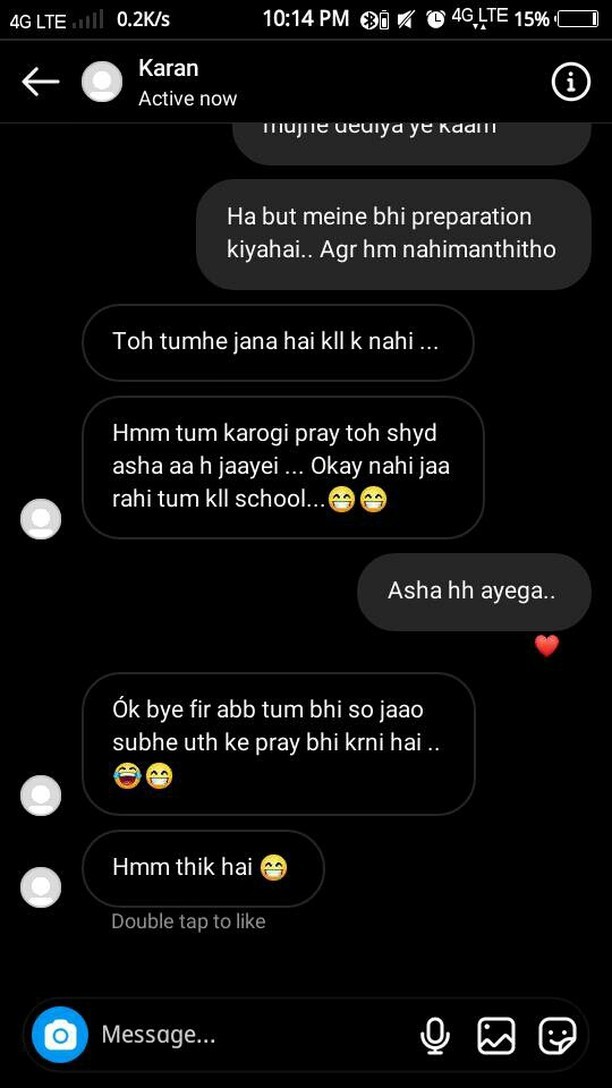 4G LTE 0.2K/s 10:14 PM 4G LTE 15%
Karan
Active now
mujhe dediya ye kaam
Ha but meine bhi preparation
kiyahai.. Agr hm nahimanthitho
Toh tumhe jana hai kll k nahi ...
Hmm tum karogi pray toh shyd
asha aa h jaayei ... Okay nahi jaa
rahi tum kll school...😁😁
Asha hh ayega..
❤️
Ók bye fir abb tum bhi so jaao
subhe uth ke pray bhi krni hai ..
😂😁
Hmm thik hai 😁
Double tap to like
Message...